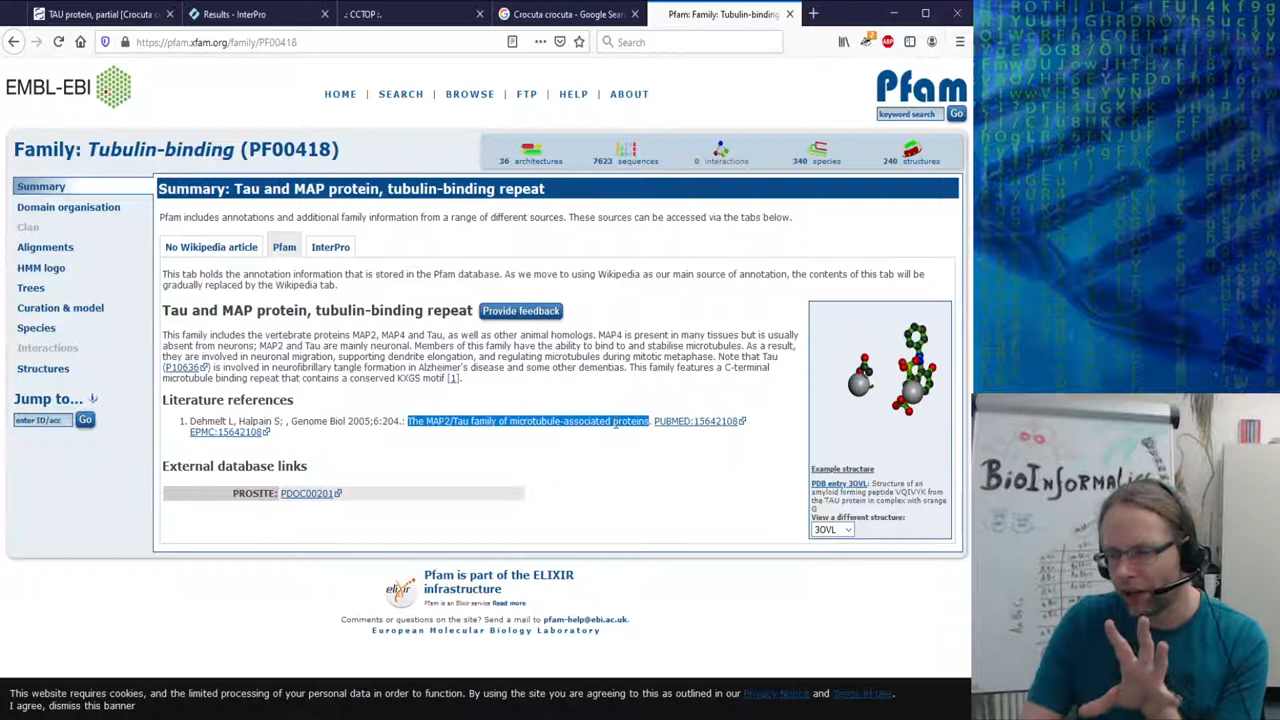 TAU protein, partial [Crocuta c
Results - InterPro
.: CCTOP :.
Crocuta crocuta - Google Sear
Pfam: Family: Tubulin-binding
https://pfam.xfam.org/family/PF00418
Search
2
ABP
EMBL-EBI
HOME | SEARCH | BROWSE | FTP | HELP | ABOUT
Pfam
keyword search Go
Family: Tubulin-binding (PF00418)
36 architectures
7623 sequences
0 interactions
340 species
240 structures
Summary
Domain organisation
Clan
Alignments
HMM logo
Trees
Curation & model
Species
Interactions
Structures
Jump to...
enter ID/acc Go
Summary: Tau and MAP protein, tubulin-binding repeat
Pfam includes annotations and additional family information from a range of different sources. These sources can be accessed via the tabs below.
No Wikipedia article
Pfam
InterPro
This tab holds the annotation information that is stored in the Pfam database. As we move to using Wikipedia as our main source of annotation, the contents of this tab will be
gradually replaced by the Wikipedia tab.
Tau and MAP protein, tubulin-binding repeat Provide feedback
This family includes the vertebrate proteins MAP2, MAP4 and Tau, as well as other animal homologs. MAP4 is present in many tissues but is usually
absent from neurons; MAP2 and Tau are mainly neuronal. Members of this family have the ability to bind to and stabilise microtubules. As a result,
they are involved in neuronal migration, supporting dendrite elongation, and regulating microtubules during mitotic metaphase. Note that Tau
(P10636) is involved in neurofibrillary tangle formation in Alzheimer's disease and some other dementias. This family features a C-terminal
microtubule binding repeat that contains a conserved KXGS motif [1].
Literature references
1. Dehmelt L, Halpain S; , Genome Biol 2005;6:204.: The MAP2/Tau family of microtubule-associated proteins. PUBMED:15642108
EPMC:15642108
External database links
PROSITE: PDOC00201
Example structure
PDB entry 3OVL: Structure of an
amyloid forming peptide VQIVYK from
the TAU protein in complex with orange
G
View a different structure:
3OVL
elixir
Pfam is part of the ELIXIR
infrastructure
Pfam is an Elixir service Read more
Comments or questions on the site? Send a mail to pfam-help@ebi.ac.uk.
European Molecular Biology Laboratory
This website requires cookies, and the limited processing of your personal data in order to function. By using the site you are agreeing to this as outlined in our Privacy Notice and Terms of Use.
I agree, dismiss this banner
BioInformatic